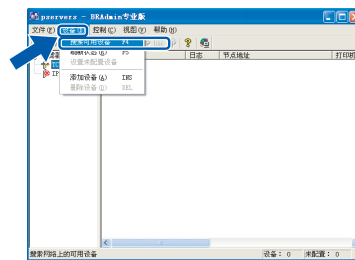 pservers - BRAdmin专业版
文件(F) 设备(D) 控制(C) 视图(V) 帮助(H)
搜索可用设备 F4
刷新状态(R) F5
设置未配置设备
添加设备(A) INS
删除设备(D) DEL
日志 节点地址 打印机
搜索网络上的可用设备 设备: 0 未配置: 0